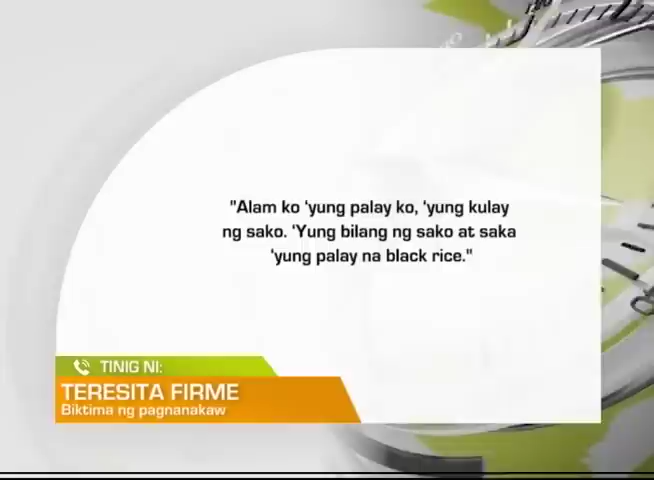 "Alam ko 'yung palay ko, 'yung kulay
ng sako. 'Yung bilang ng sako at saka
'yung palay na black rice."
TINIG NI:
TERESITA FIRME
Biktima ng pagnanakaw